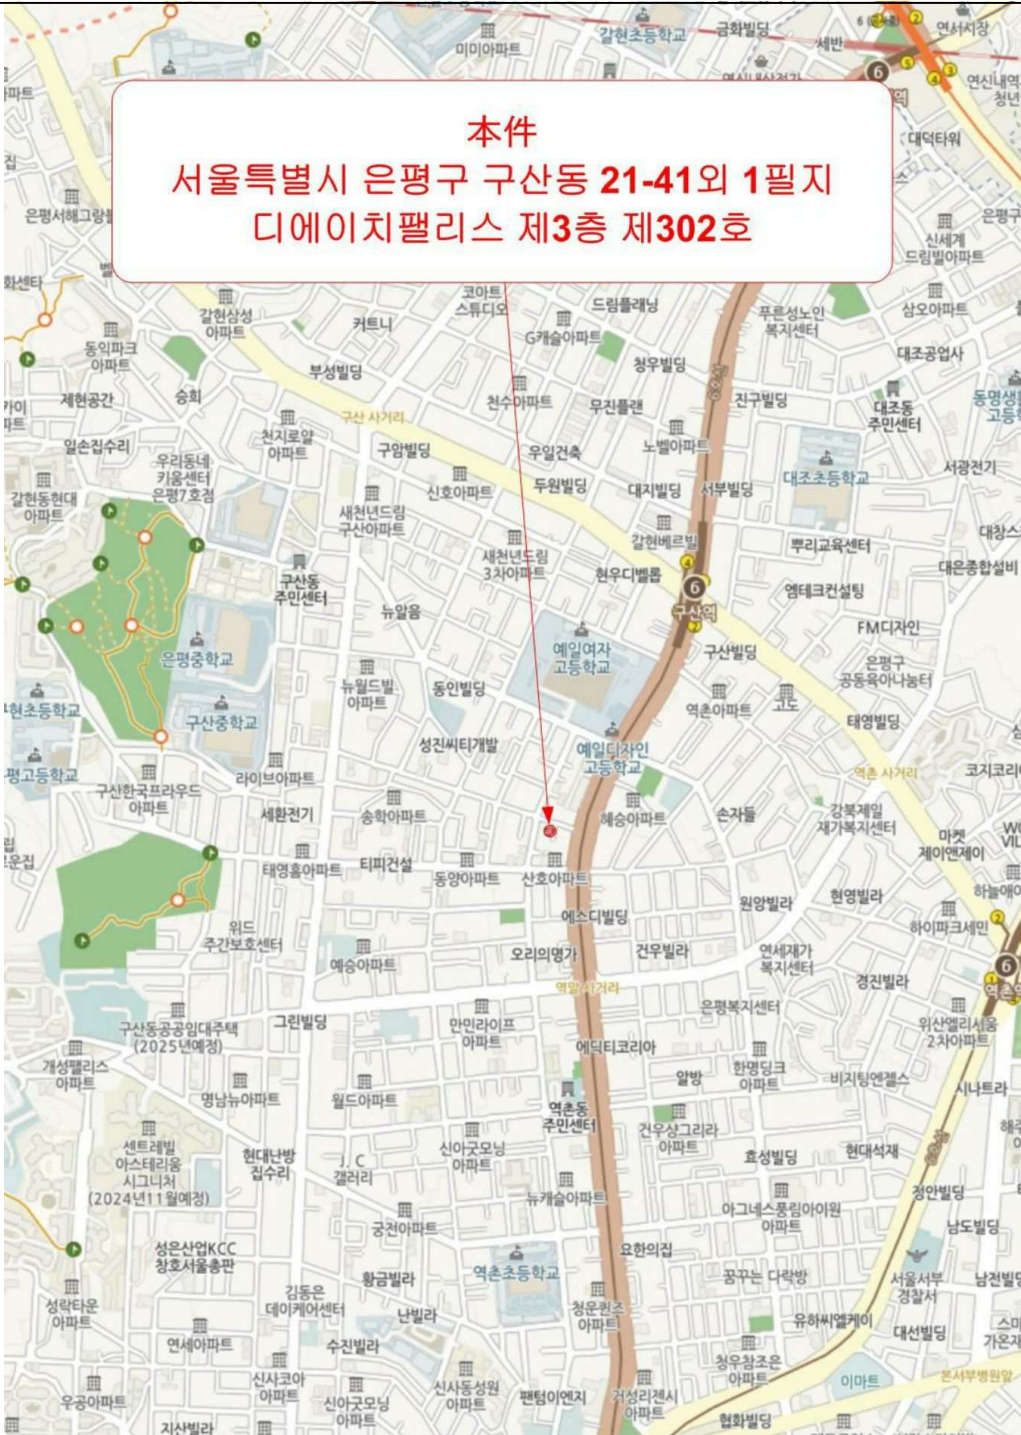 미미아파트
갈현초등학교
금화빌딩
세반
연서시장
本件
서울특별시 은평구 구산동 21-41외 1필지
디에이치팰리스 제3층 제302호
대덕타워
신세계
드림빌아파트
갈현삼성
아파트
커트니
코아트
스튜디오
드림플래닝
G캐슬아파트
푸른성노인
복지센터
삼오아파트
동익파크
아파트
부성빌딩
청우빌딩
대조공업사
제현공간
승희
천수아파트
무진플랜
진구빌딩
대조동
주민센터
구산 사거리
일손집수리
천지로얄
아파트
구암빌딩
우일건축
노벨아파트
우리동네
키움센터
은평7호점
신호아파트
두원빌딩
대지빌딩
서부빌딩
대조초등학교
서광전기
갈현동현대
아파트
새천년드림
구산아파트
새천년드림
3차아파트
갈현베르빌
현우디벨롭
뿌리교육센터
대은종합설비
구산동
주민센터
뉴알음
6
구산역
엠테크컨설팅
FM디자인
은평중학교
예일여자
고등학교
구산빌딩
은평구
공동육아나눔터
뉴월드빌
아파트
동인빌딩
역촌아파트
고도
구산중학교
태영빌딩
성진씨티개발
예일디자인
고등학교
역촌 사거리
라이브아파트
구산한국프라우드
아파트
세환전기
송학아파트
혜승아파트
손자들
강북제일
재가복지센터
마켓
제이앤제이
태영홈아파트
티피건설
동양아파트
산호아파트
원앙빌라
현영빌라
에스디빌딩
하이파크세민
위드
주간보호센터
예승아파트
오리의명가
건우빌라
연세재가
복지센터
경진빌라
역말 사거리
은평복지센터
구산동공공임대주택
(2025년예정)
그린빌딩
만민라이프
아파트
에딕티코리아
위산엘리서움
2차아파트
개성팰리스
아파트
명남뉴아파트
월드아파트
알방
한명딩크
아파트
비지팅엔젤스
시나트라
역촌동
주민센터
건우샹그리라
아파트
센트레빌
아스테리움
시그니처
(2024년11월예정)
현대난방
집수리
J. C
갤러리
신아굿모닝
아파트
효성빌딩
현대석재
뉴캐슬아파트
정안빌딩
궁전아파트
아그네스풍림아이원
아파트
남도빌딩
성은산업KCC
창호서울총판
역촌초등학교
요한의집
황금빌라
꿈꾸는 다락방
서울서부
경찰서
김동은
데이케어센터
성락타운
아파트
난빌라
청운퀸즈
아파트
유하씨엘케이
대선빌딩
연세아파트
수진빌라
청우참조은
아파트
신사코아
아파트
신사동성원
아파트
이마트
본서부병원앞
우공아파트
신아굿모닝
아파트
팬텀이엔지
거성리젠시
아파트
지산빌라
협화빌딩